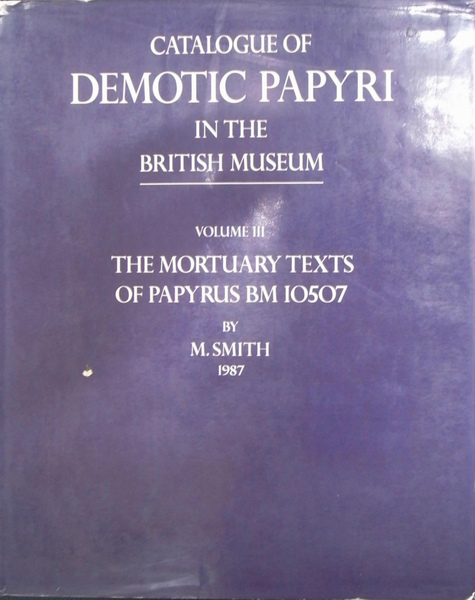 CATALOGUE OF
DEMOTIC PAPYRI
IN THE
BRITISH MUSEUM
VOLUME III
THE MORTUARY TEXTS
OF PAPYRUS BM 10507
BY
M. SMITH
1987